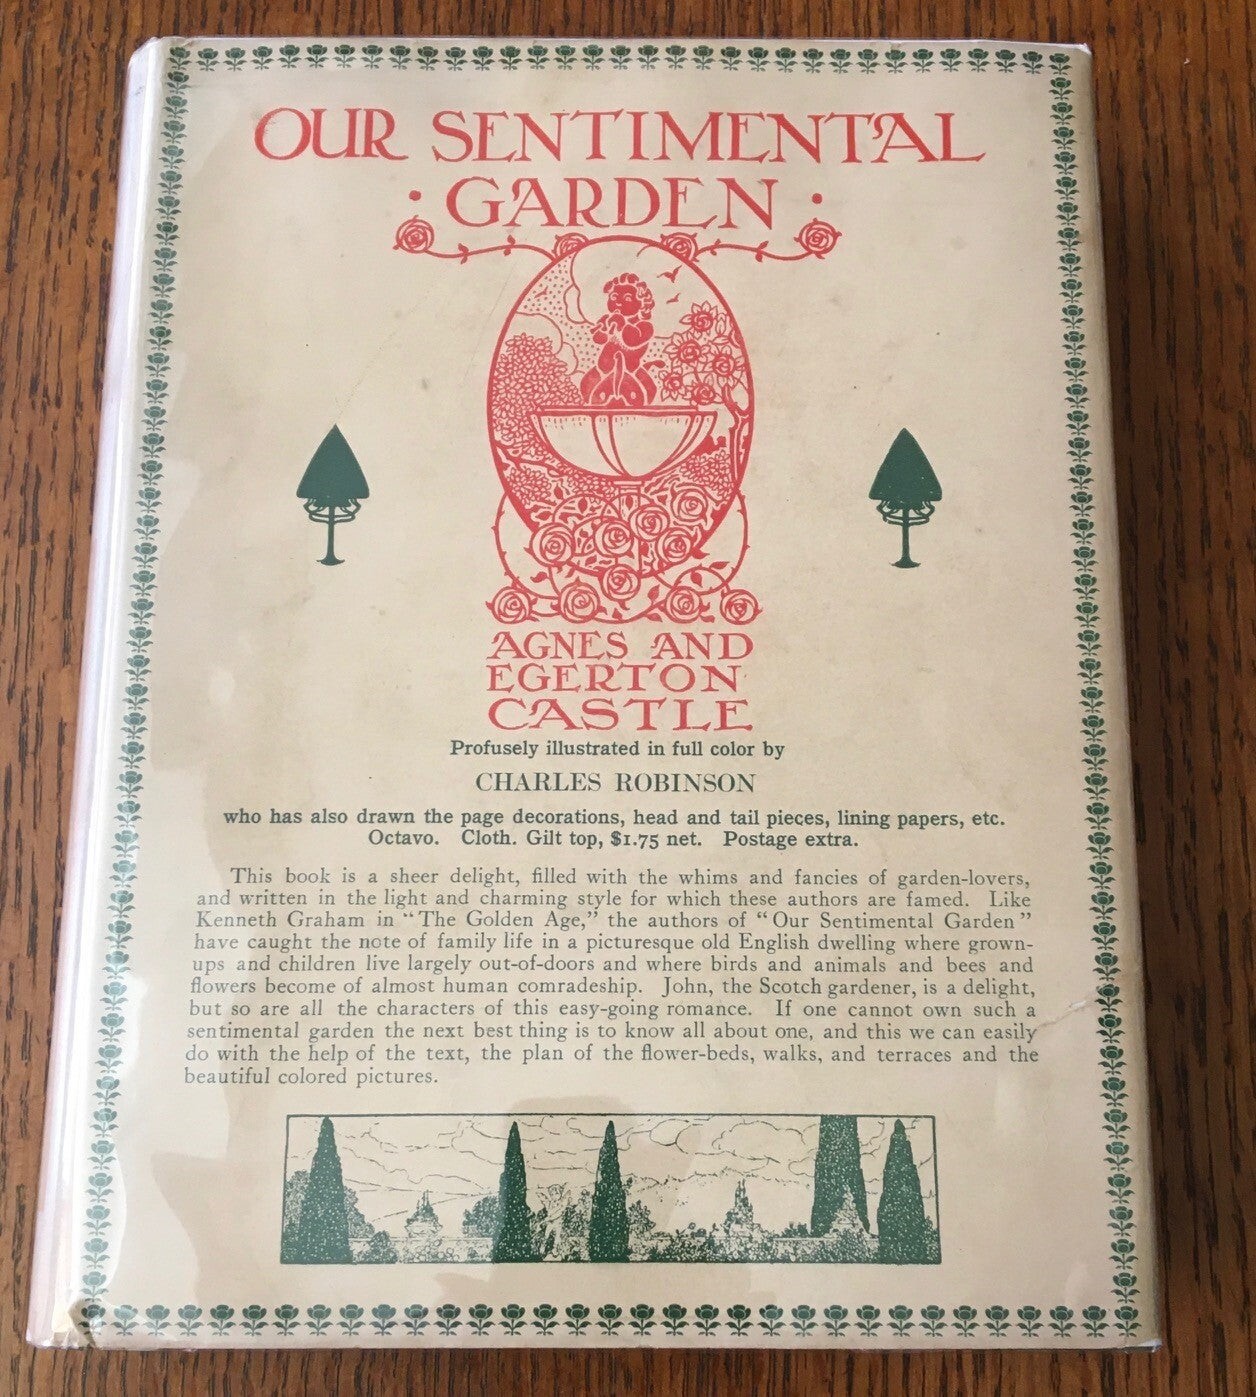 OUR SENTIMENTAL
· GARDEN ·
AGNES AND
EGERTON
CASTLE
Profusely illustrated in full color by
CHARLES ROBINSON
who has also drawn the page decorations, head and tail pieces, lining papers, etc.
Octavo. Cloth. Gilt top, $1.75 net. Postage extra.
This book is a sheer delight, filled with the whims and fancies of garden-lovers,
and written in the light and charming style for which these authors are famed. Like
Kenneth Graham in "The Golden Age," the authors of "Our Sentimental Garden"
have caught the note of family life in a picturesque old English dwelling where grown-
ups and children live largely out-of-doors and where birds and animals and bees and
flowers become of almost human comradeship. John, the Scotch gardener, is a delight,
but so are all the characters of this easy-going romance. If one cannot own such a
sentimental garden the next best thing is to know all about one, and this we can easily
do with the help of the text, the plan of the flower-beds, walks, and terraces and the
beautiful colored pictures.